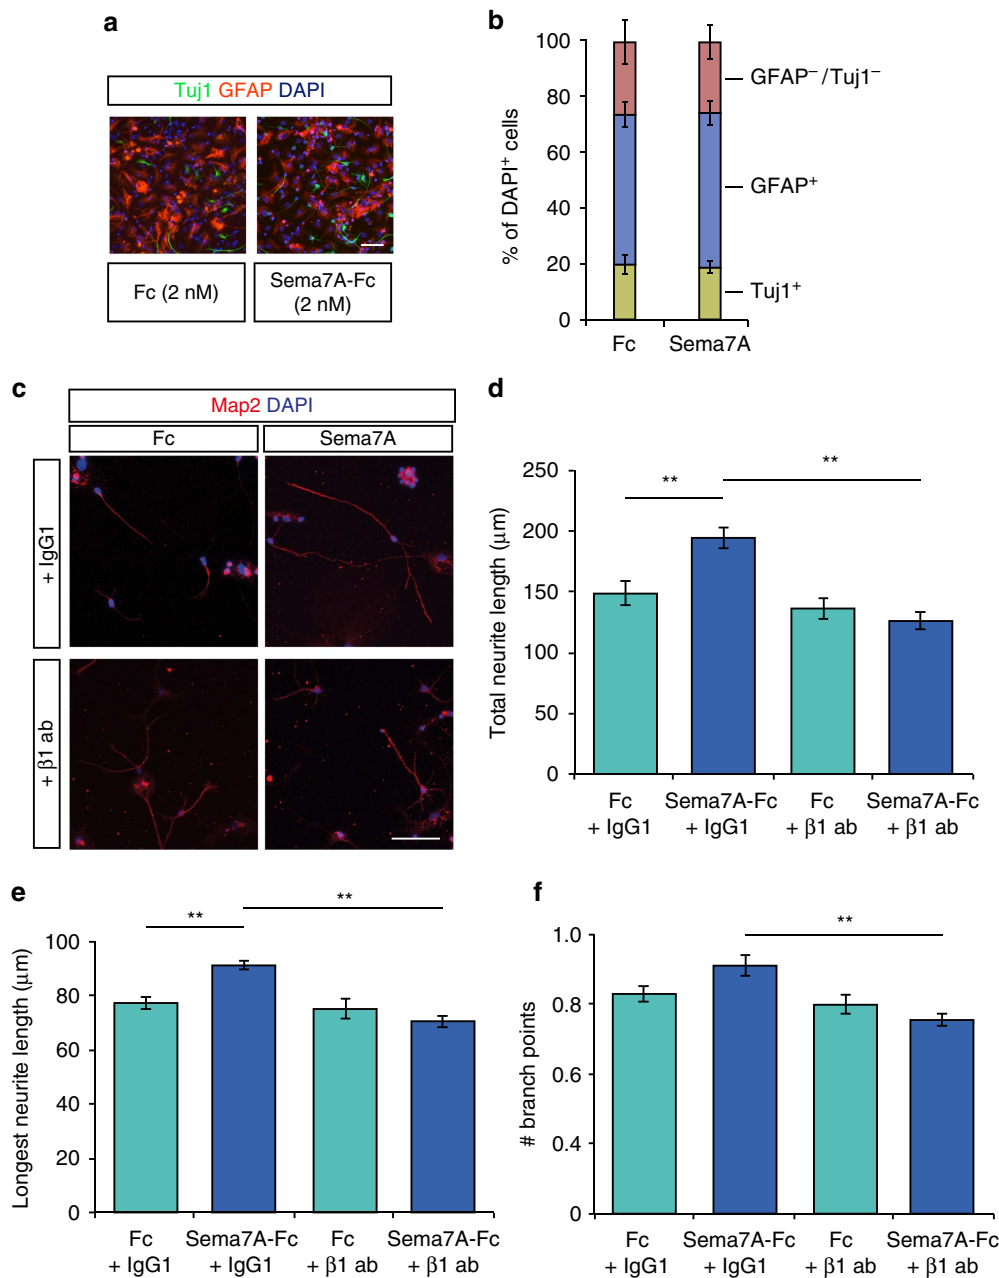 a
Tuj1 GFAP DAPI
Fc (2 nM)
Sema7A-Fc
(2 nM)
b
% of DAPI⁺ cells
100
80
60
40
20
0
GFAP⁻/Tuj1⁻
GFAP⁺
Tuj1⁺
Fc
Sema7A
c
Map2 DAPI
Fc
Sema7A
+ IgG1
+ β1 ab
d
Total neurite length (μm)
250
200
150
100
50
0
**
**
Fc
+ IgG1
Sema7A-Fc
+ IgG1
Fc
+ β1 ab
Sema7A-Fc
+ β1 ab
e
Longest neurite length (μm)
100
80
60
40
20
0
**
**
Fc
+ IgG1
Sema7A-Fc
+ IgG1
Fc
+ β1 ab
Sema7A-Fc
+ β1 ab
f
# branch points
1.0
0.8
0.6
0.4
0
**
Fc
+ IgG1
Sema7A-Fc
+ IgG1
Fc
+ β1 ab
Sema7A-Fc
+ β1 ab